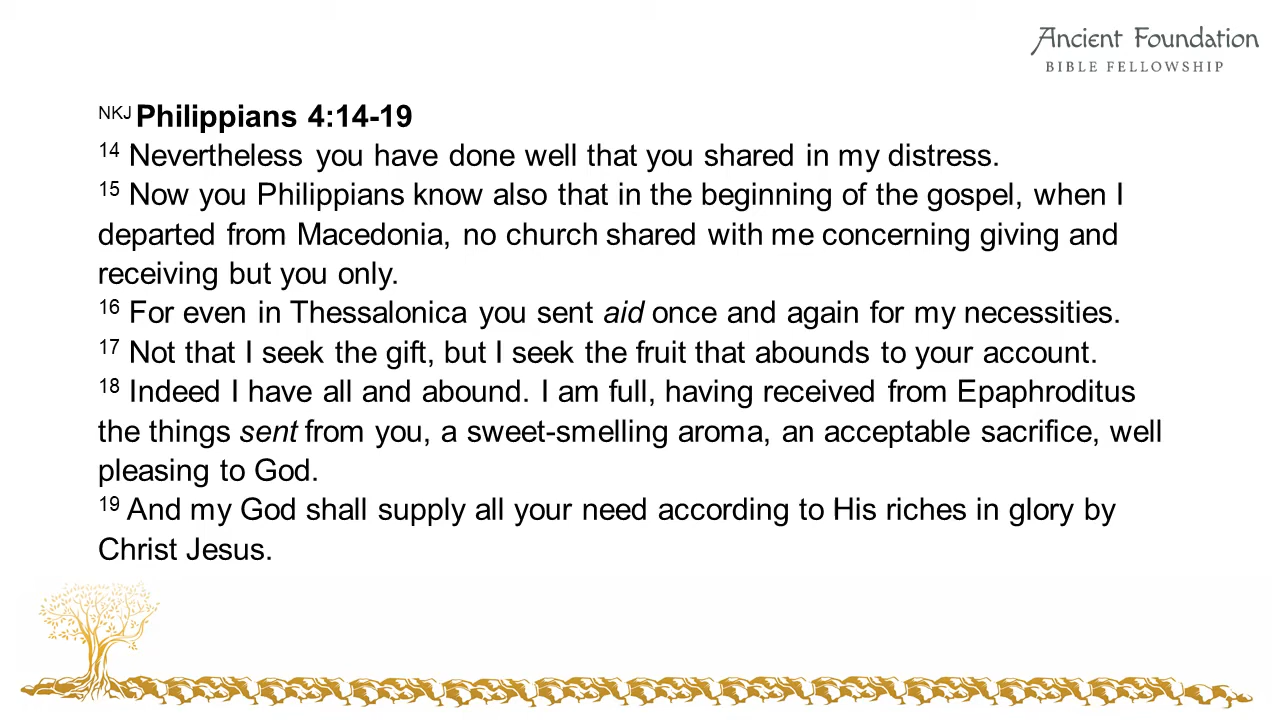 Ancient Foundation
BIBLE FELLOWSHIP
NKJ Philippians 4:14-19
14 Nevertheless you have done well that you shared in my distress.
15 Now you Philippians know also that in the beginning of the gospel, when I
departed from Macedonia, no church shared with me concerning giving and
receiving but you only.
16 For even in Thessalonica you sent aid once and again for my necessities.
17 Not that I seek the gift, but I seek the fruit that abounds to your account.
18 Indeed I have all and abound. I am full, having received from Epaphroditus
the things sent from you, a sweet-smelling aroma, an acceptable sacrifice, well
pleasing to God.
19 And my God shall supply all your need according to His riches in glory by
Christ Jesus.